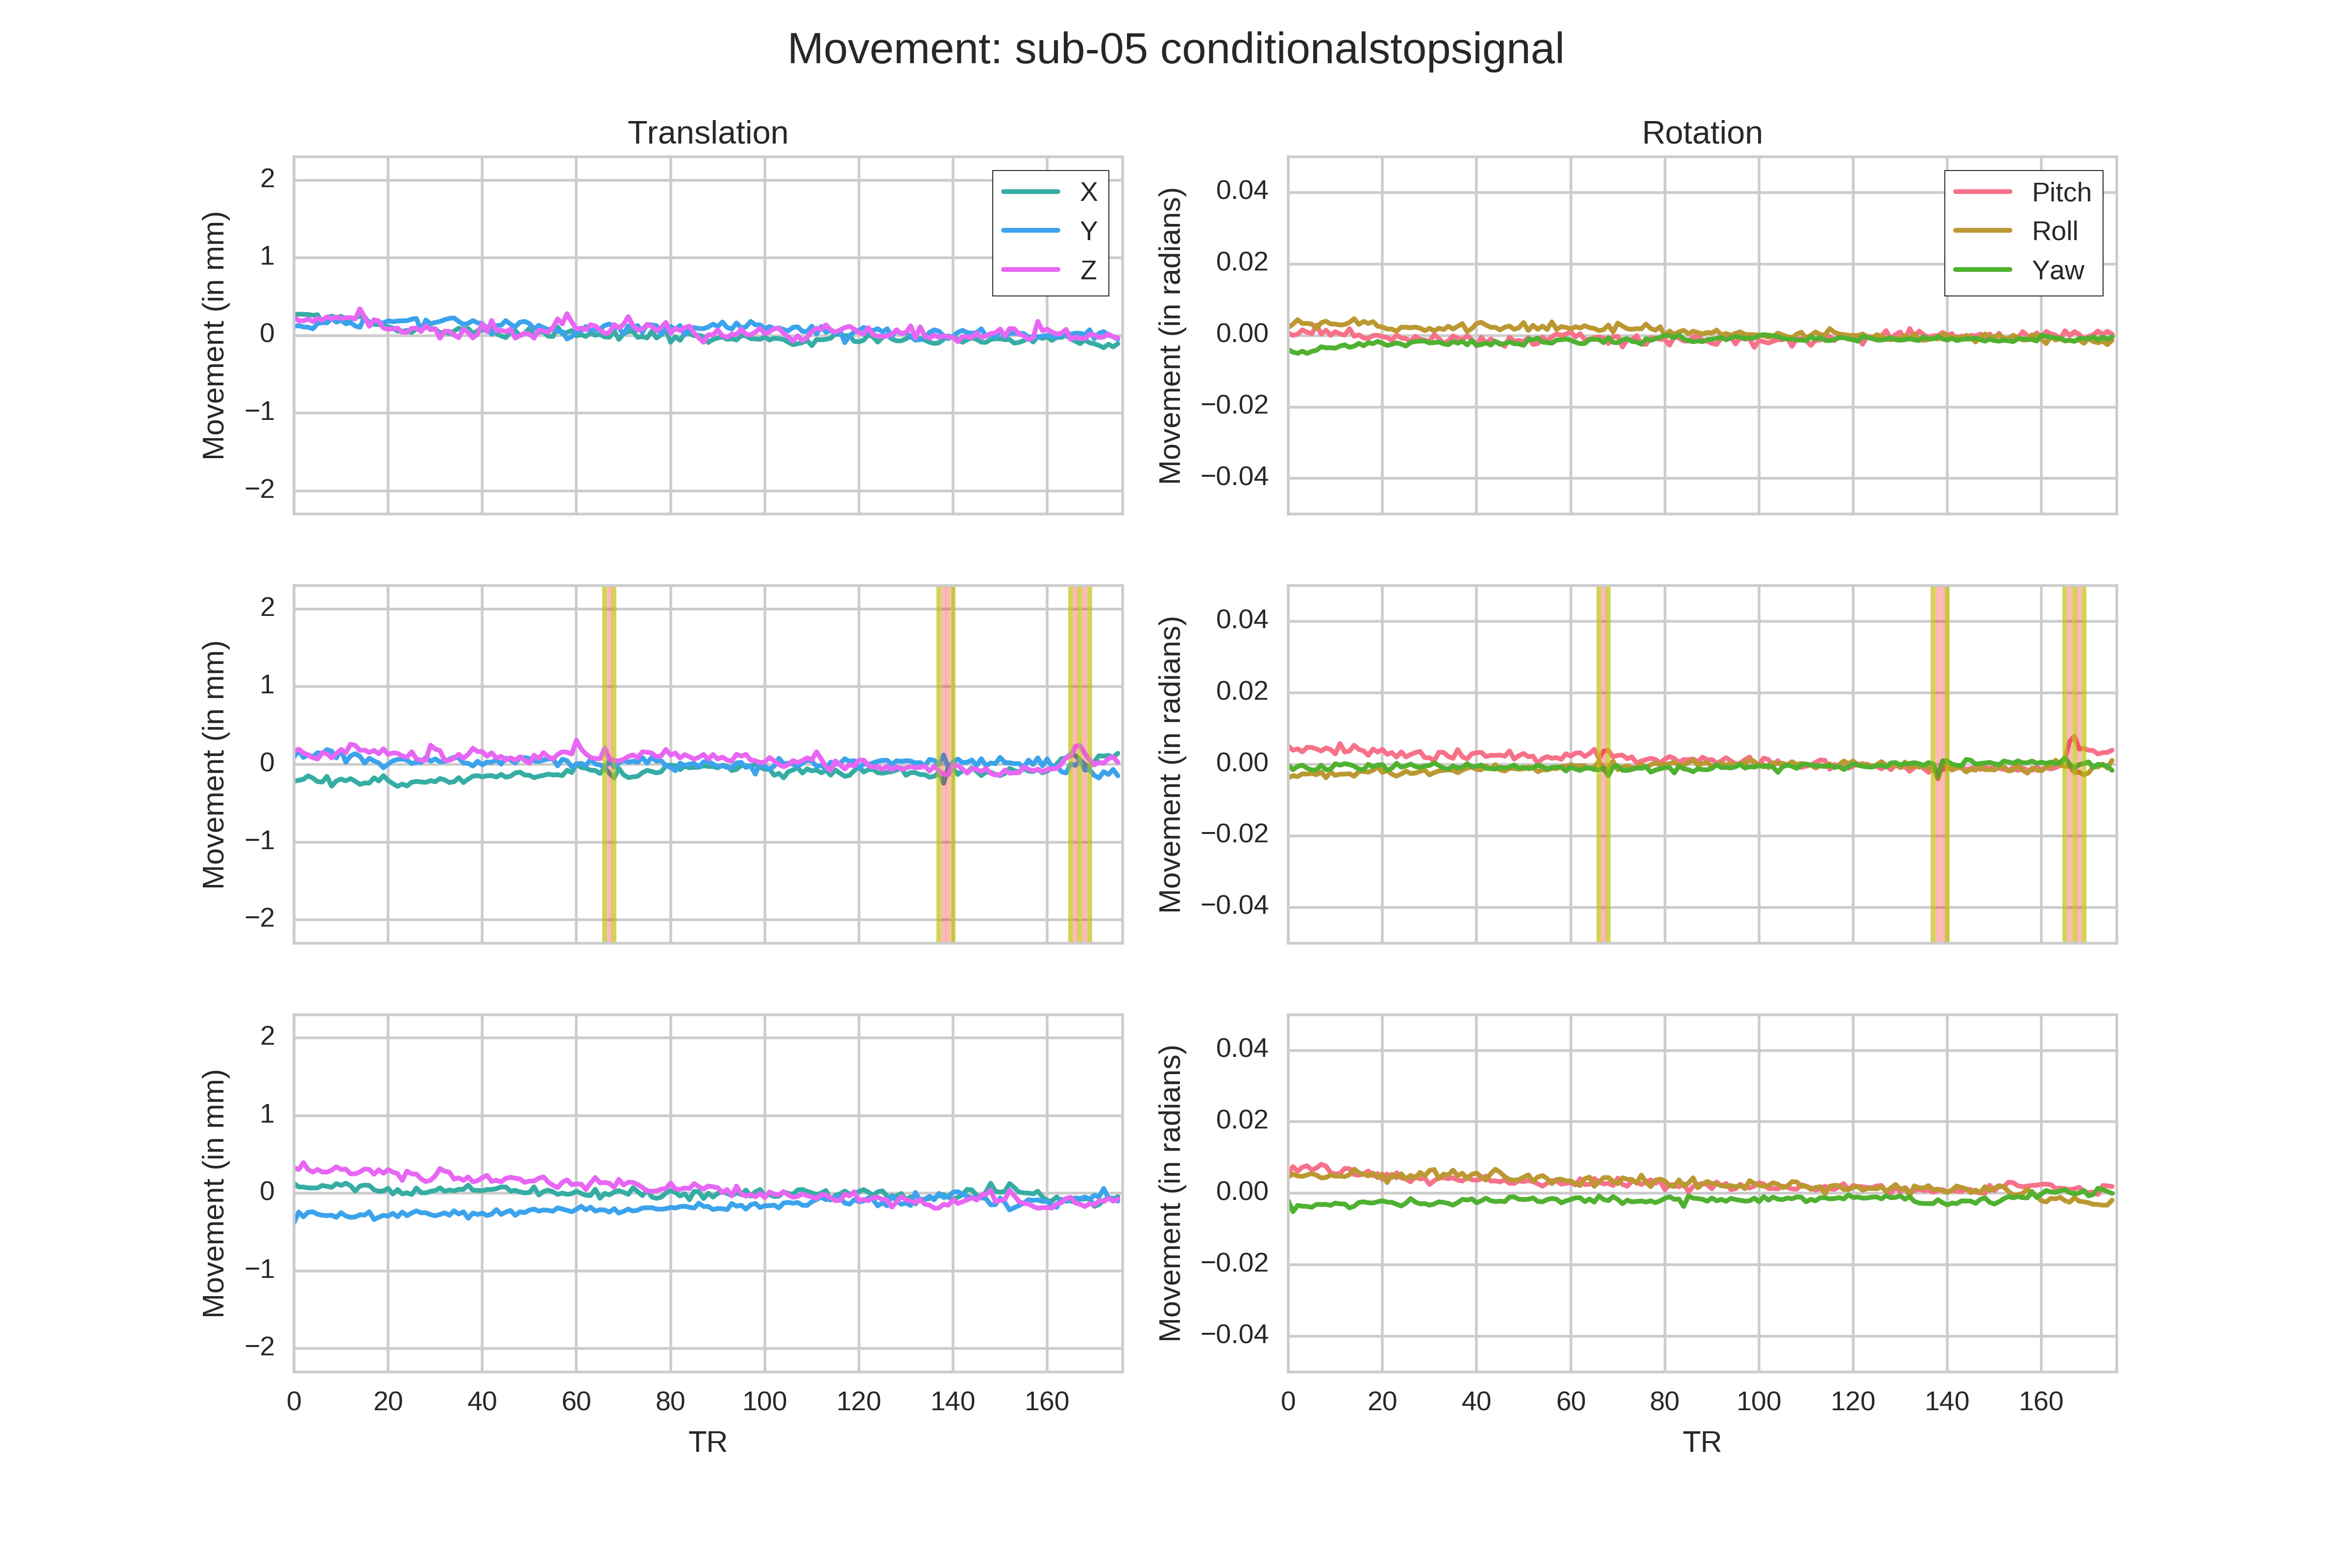 Movement: sub-05 conditionalstopsignal
Translation
Rotation
Movement (in mm)
2
1
0
−1
−2
X
Y
Z
Movement (in radians)
0.04
0.02
0.00
−0.02
−0.04
Pitch
Roll
Yaw
Movement (in mm)
2
1
0
−1
−2
Movement (in radians)
0.04
0.02
0.00
−0.02
−0.04
Movement (in mm)
2
1
0
−1
−2
0 20 40 60 80 100 120 140 160
TR
Movement (in radians)
0.04
0.02
0.00
−0.02
−0.04
0 20 40 60 80 100 120 140 160
TR